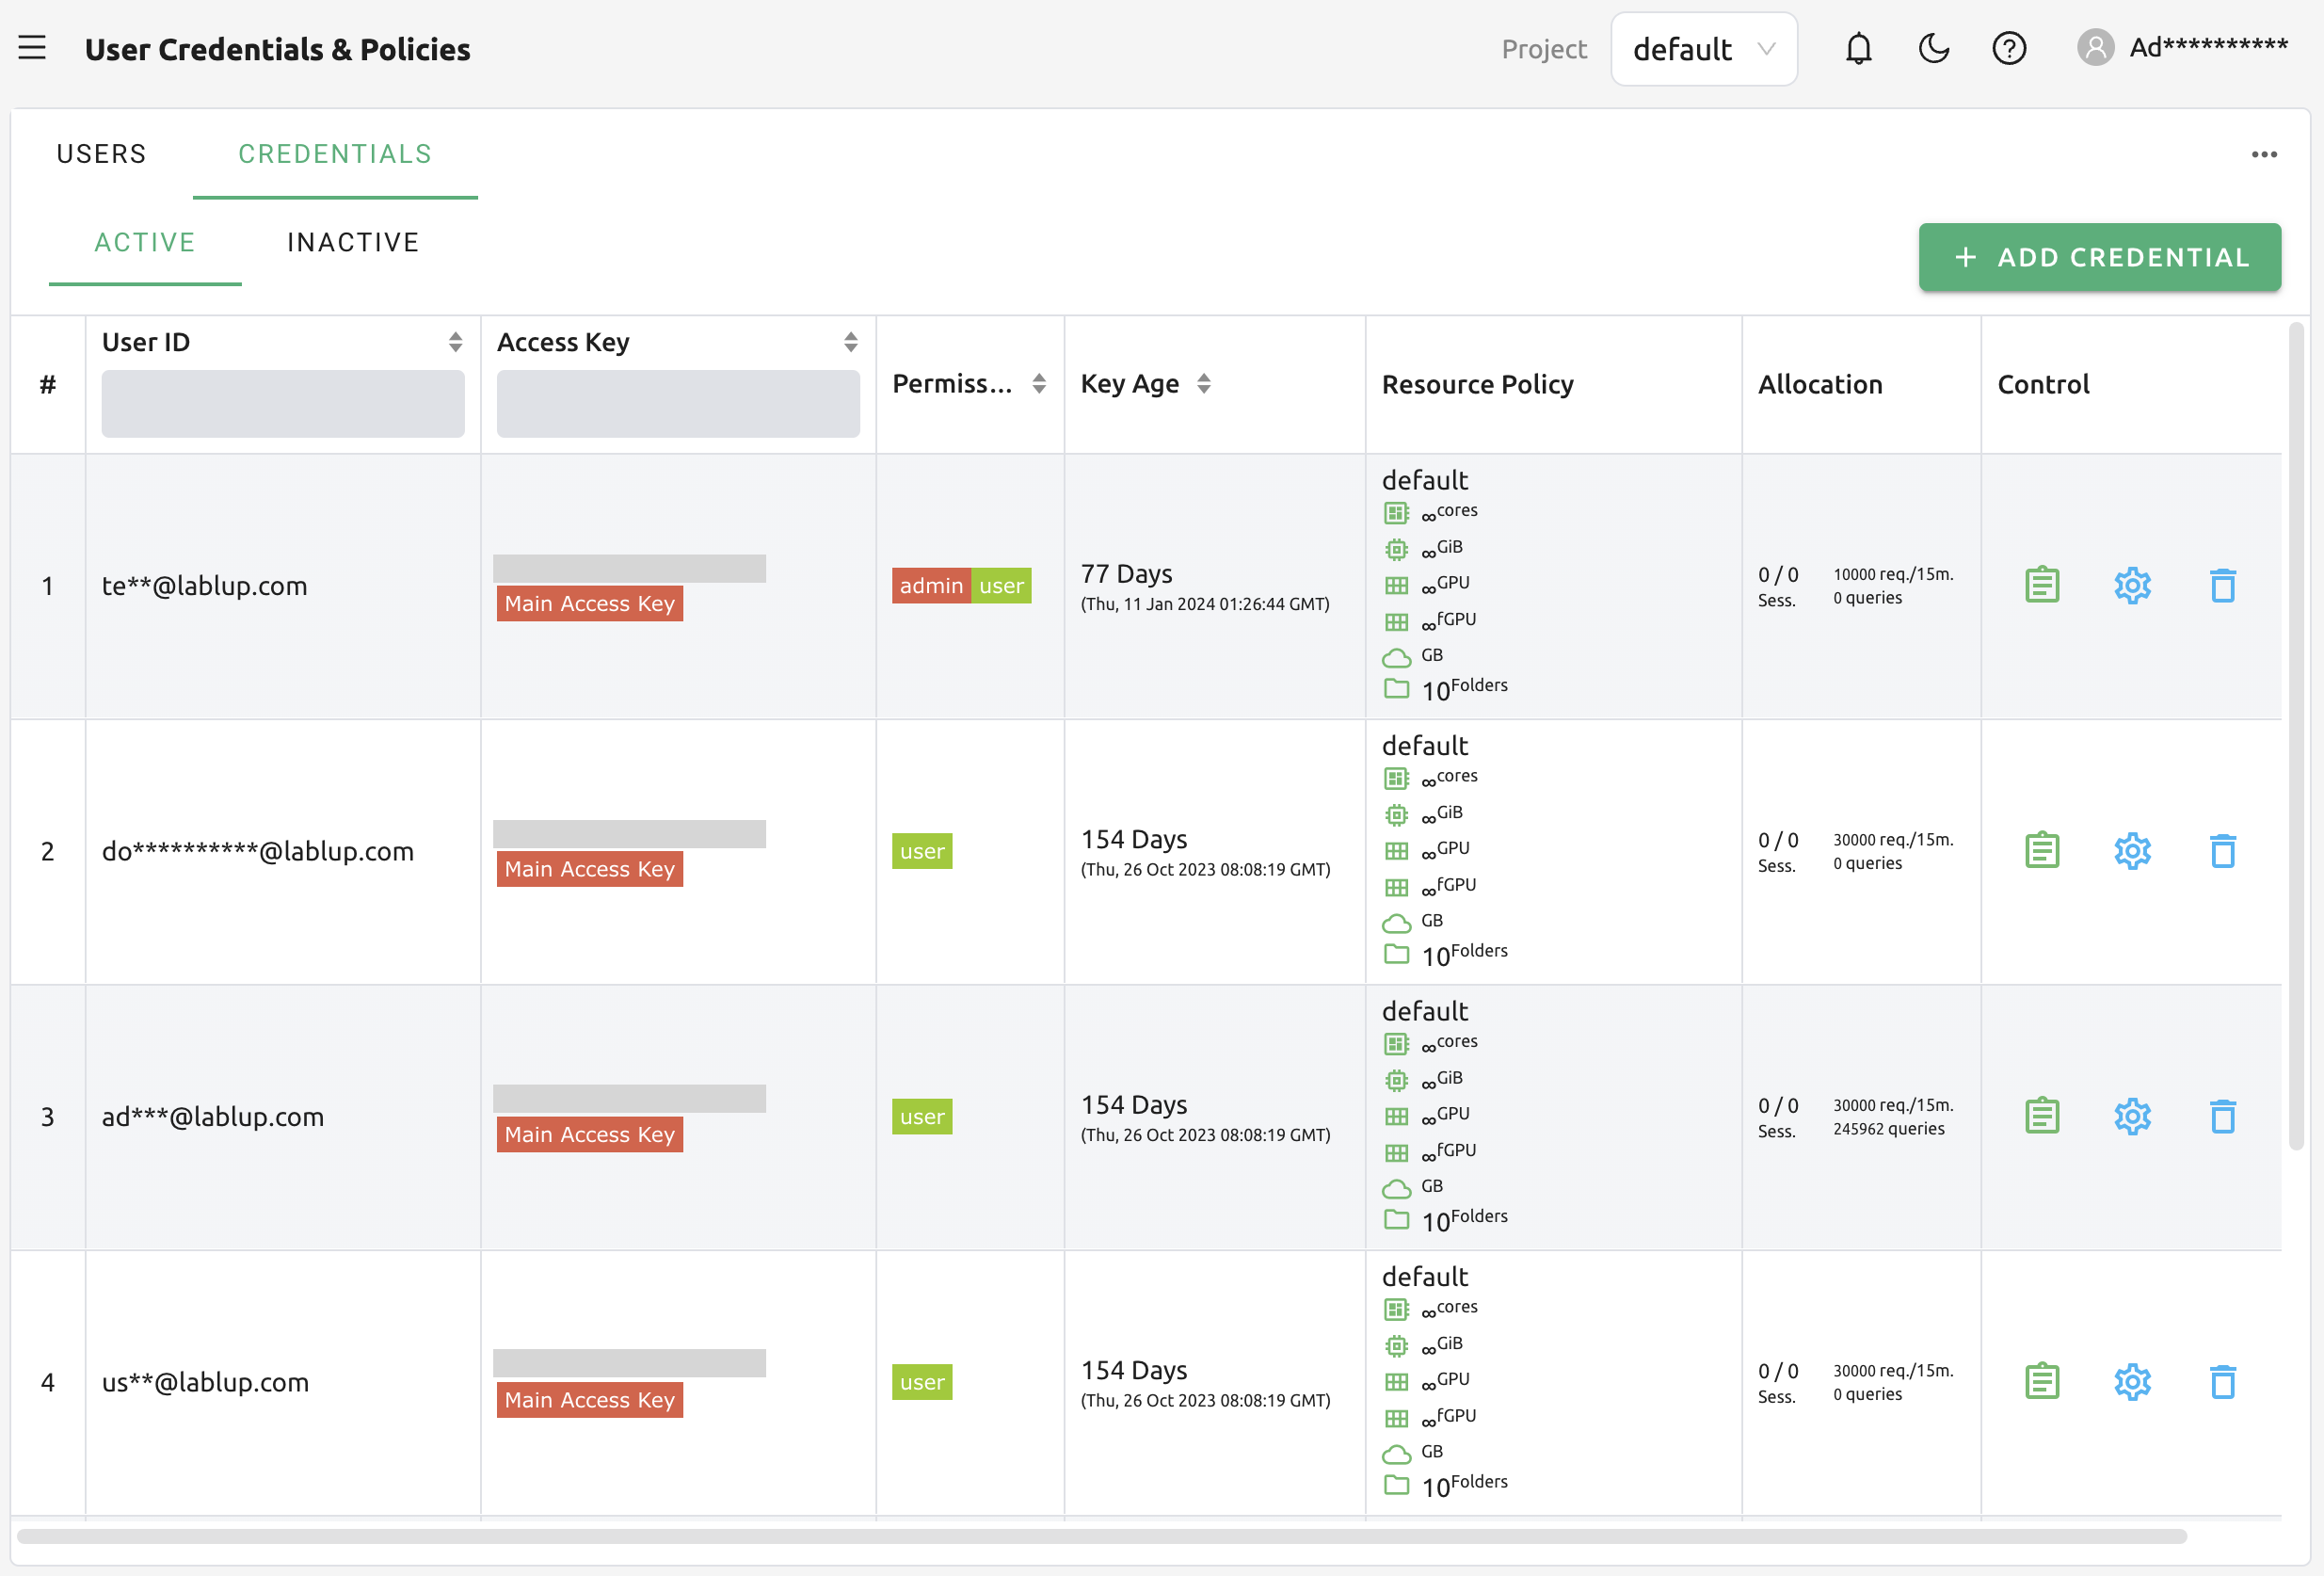 User Credentials & Policies
Project
default
Ad**********
USERS
CREDENTIALS
ACTIVE
INACTIVE
+ ADD CREDENTIAL
#
User ID
Access Key
Permiss...
Key Age
Resource Policy
Allocation
Control
1
te**@lablup.com
Main Access Key
admin user
77 Days
(Thu, 11 Jan 2024 01:26:44 GMT)
default
∞cores
∞GiB
∞GPU
∞fGPU
GB
10Folders
0 / 0
Sess.
10000 req./15m.
0 queries
2
do**********@lablup.com
Main Access Key
user
154 Days
(Thu, 26 Oct 2023 08:08:19 GMT)
default
∞cores
∞GiB
∞GPU
∞fGPU
GB
10Folders
0 / 0
Sess.
30000 req./15m.
0 queries
3
ad***@lablup.com
Main Access Key
user
154 Days
(Thu, 26 Oct 2023 08:08:19 GMT)
default
∞cores
∞GiB
∞GPU
∞fGPU
GB
10Folders
0 / 0
Sess.
30000 req./15m.
245962 queries
4
us**@lablup.com
Main Access Key
user
154 Days
(Thu, 26 Oct 2023 08:08:19 GMT)
default
∞cores
∞GiB
∞GPU
∞fGPU
GB
10Folders
0 / 0
Sess.
30000 req./15m.
0 queries